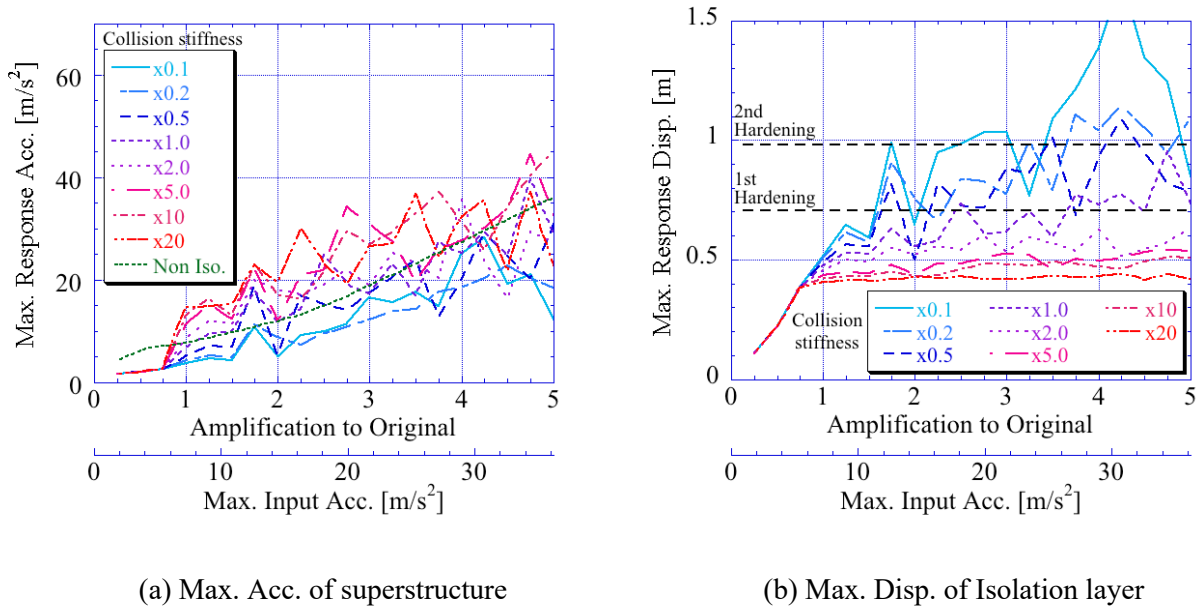 Collision stiffness
x0.1
x0.2
x0.5
x1.0
x2.0
x5.0
x10
x20
Non Iso.
Max. Response Acc. [m/s²]
60
40
20
0
0 1 2 3 4 5
Amplification to Original
0 10 20 30
Max. Input Acc. [m/s²]
(a) Max. Acc. of superstructure
Max. Response Disp. [m]
1.5
1
0.5
0
2nd
Hardening
1st
Hardening
Collision
stiffness
x0.1 x1.0 x10
x0.2 x2.0 x20
x0.5 x5.0
0 1 2 3 4 5
Amplification to Original
0 10 20 30
Max. Input Acc. [m/s²]
(b) Max. Disp. of Isolation layer